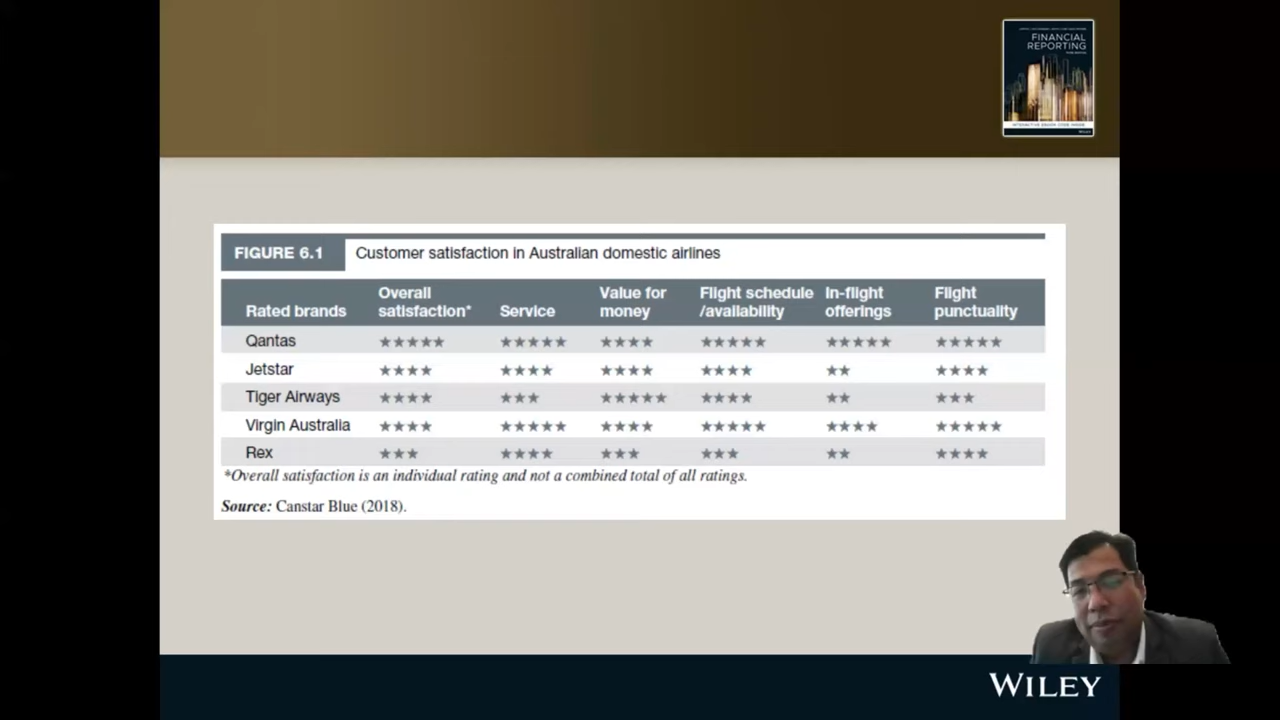 FINANCIAL
REPORTING
FIGURE 6.1 Customer satisfaction in Australian domestic airlines
Rated brands Overall satisfaction* Service Value for money Flight schedule /availability In-flight offerings Flight punctuality
Qantas ★★★★★ ★★★★★ ★★★★ ★★★★★ ★★★★★ ★★★★★
Jetstar ★★★★ ★★★★ ★★★★ ★★★★ ★★ ★★★★
Tiger Airways ★★★★ ★★★ ★★★★★ ★★★★ ★★ ★★★
Virgin Australia ★★★★ ★★★★★ ★★★★ ★★★★★ ★★★★ ★★★★★
Rex ★★★ ★★★★ ★★★ ★★★ ★★ ★★★★
*Overall satisfaction is an individual rating and not a combined total of all ratings.
Source: Canstar Blue (2018).
WILEY